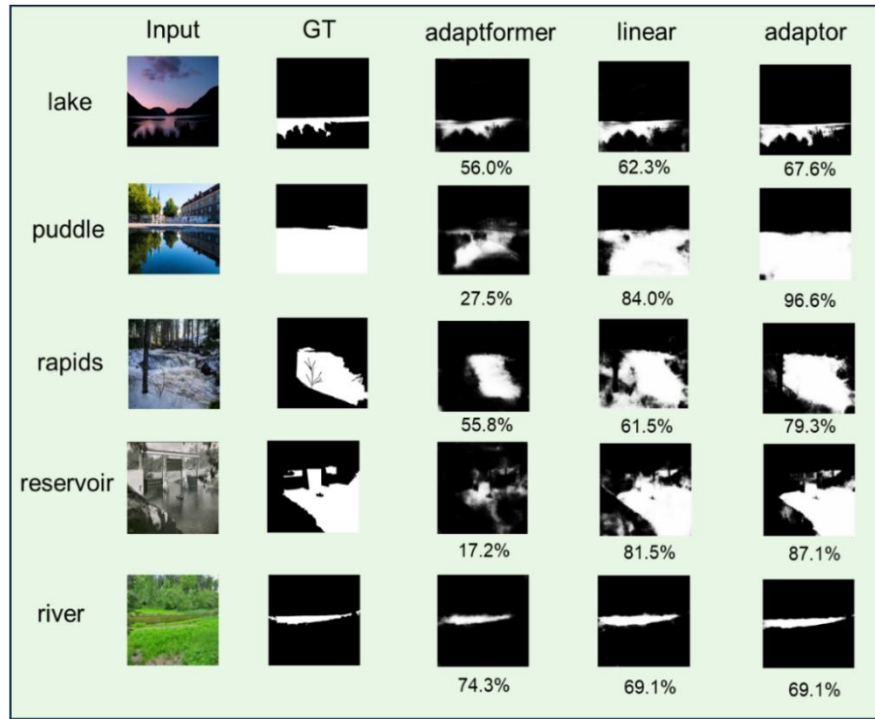 Input GT adaptformer linear adaptor
lake
56.0% 62.3% 67.6%
puddle
27.5% 84.0% 96.6%
rapids
55.8% 61.5% 79.3%
reservoir
17.2% 81.5% 87.1%
river
74.3% 69.1% 69.1%